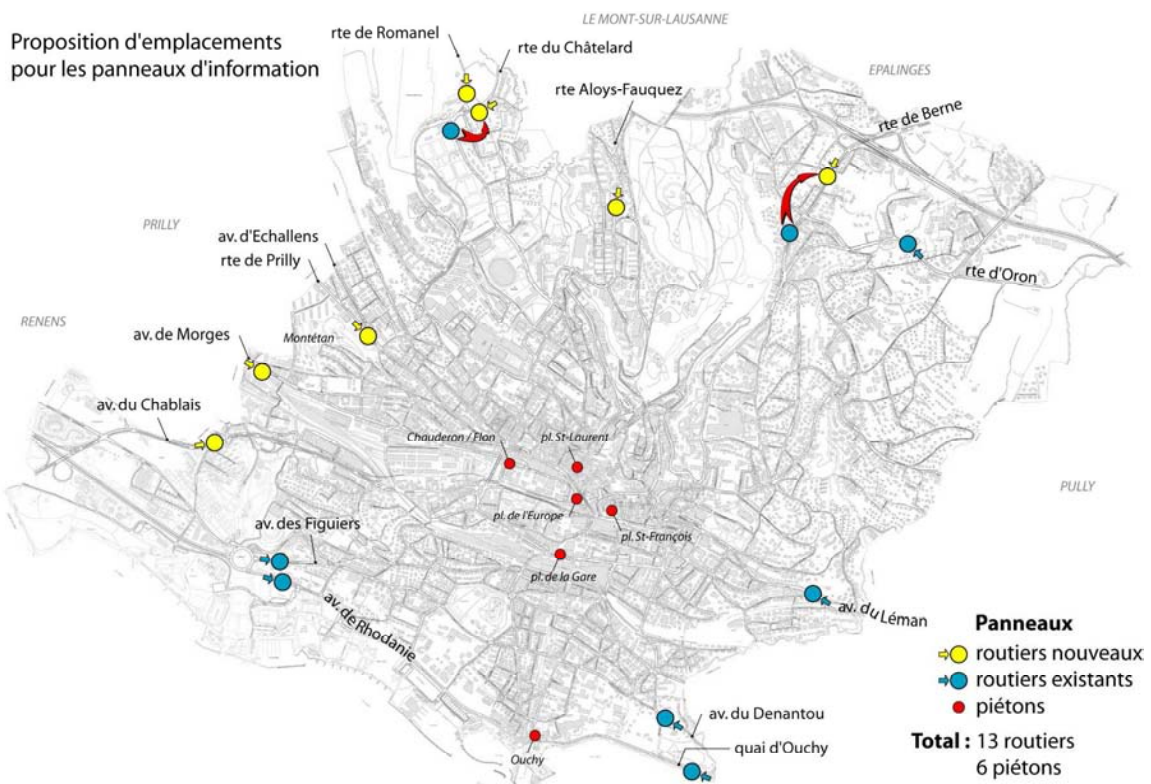 LE MONT-SUR-LAUSANNE
Proposition d'emplacements
pour les panneaux d'information
rte de Romanel
rte du Châtelard
EPALINGES
rte Aloys-Fauquez
rte de Berne
PRILLY
av. d'Echallens
rte de Prilly
rte d'Oron
RENENS
av. de Morges
Montétan
av. du Chablais
Chauderon / Flon
pl. St-Laurent
PULLY
pl. de l'Europe
av. des Figuiers
pl. St-François
pl. de la Gare
av. de Rhodanie
av. du Léman
Panneaux
routiers nouveaux
routiers existants
piétons
av. du Denantou
quai d'Ouchy
Ouchy
Total : 13 routiers
6 piétons